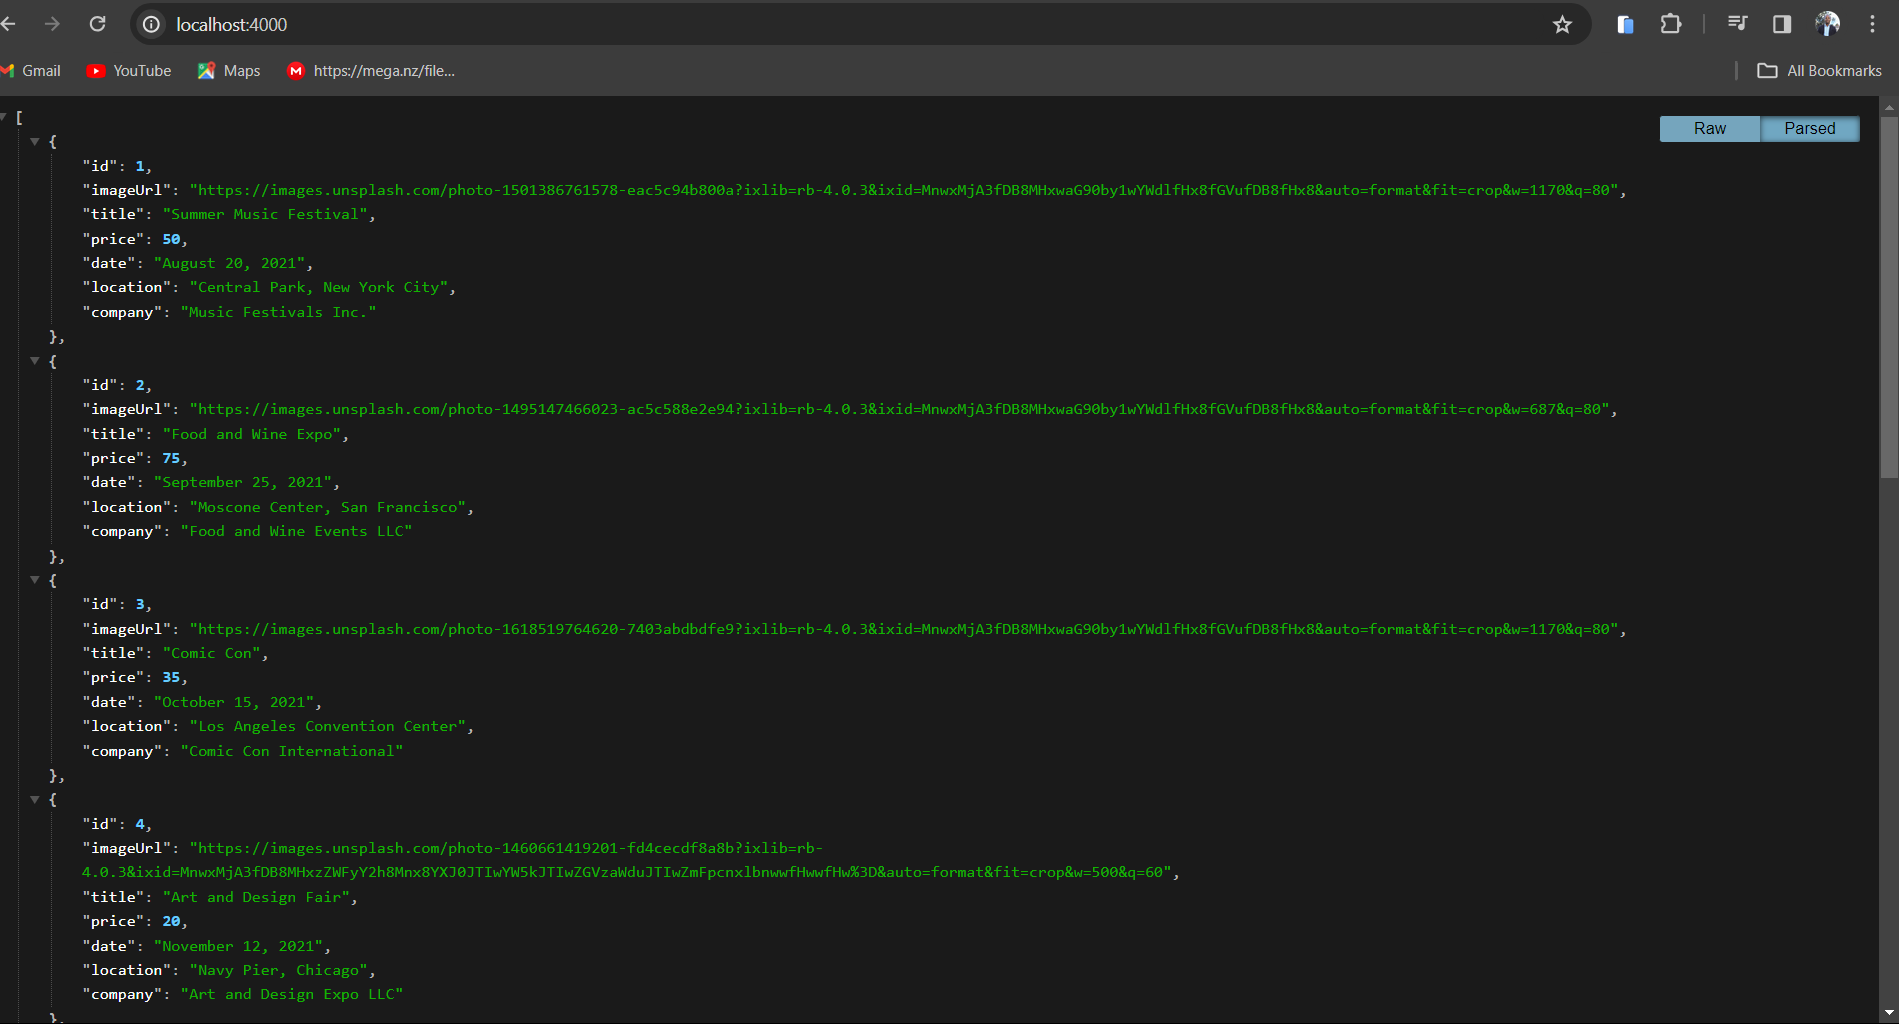 localhost:4000
Gmail YouTube Maps M https://mega.nz/file... All Bookmarks
Raw Parsed
[
{
"id": 1,
"imageUrl": "https://images.unsplash.com/photo-1501386761578-eac5c94b800a?ixlib=rb-4.0.3&ixid=MnwxMjA3fDB8MHxwaG90by1wYWdlfHx8fGVufDB8fHx8&auto=format&fit=crop&w=1170&q=80",
"title": "Summer Music Festival",
"price": 50,
"date": "August 20, 2021",
"location": "Central Park, New York City",
"company": "Music Festivals Inc."
},
{
"id": 2,
"imageUrl": "https://images.unsplash.com/photo-1495147466023-ac5c588e2e94?ixlib=rb-4.0.3&ixid=MnwxMjA3fDB8MHxwaG90by1wYWdlfHx8fGVufDB8fHx8&auto=format&fit=crop&w=687&q=80",
"title": "Food and Wine Expo",
"price": 75,
"date": "September 25, 2021",
"location": "Moscone Center, San Francisco",
"company": "Food and Wine Events LLC"
},
{
"id": 3,
"imageUrl": "https://images.unsplash.com/photo-1618519764620-7403abdbdfe9?ixlib=rb-4.0.3&ixid=MnwxMjA3fDB8MHxwaG90by1wYWdlfHx8fGVufDB8fHx8&auto=format&fit=crop&w=1170&q=80",
"title": "Comic Con",
"price": 35,
"date": "October 15, 2021",
"location": "Los Angeles Convention Center",
"company": "Comic Con International"
},
{
"id": 4,
"imageUrl": "https://images.unsplash.com/photo-1460661419201-fd4cecdf8a8b?ixlib=rb-
4.0.3&ixid=MnwxMjA3fDB8MHxzZWFyY2h8Mnx8YXJ0JTIwYW5kJTIwZGVzaWduJTIwZmFpcnxlbnwwfHwwfHw%3D&auto=format&fit=crop&w=500&q=60",
"title": "Art and Design Fair",
"price": 20,
"date": "November 12, 2021",
"location": "Navy Pier, Chicago",
"company": "Art and Design Expo LLC"
},